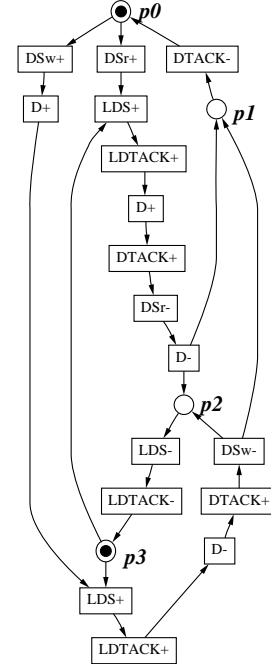 p0
DSw+ DSr+ DTACK-
D+ LDS+ p1
LDTACK+
D+
DTACK+
DSr-
D-
p2
LDS- DSw-
LDTACK- DTACK+
p3 D-
LDS+
LDTACK+